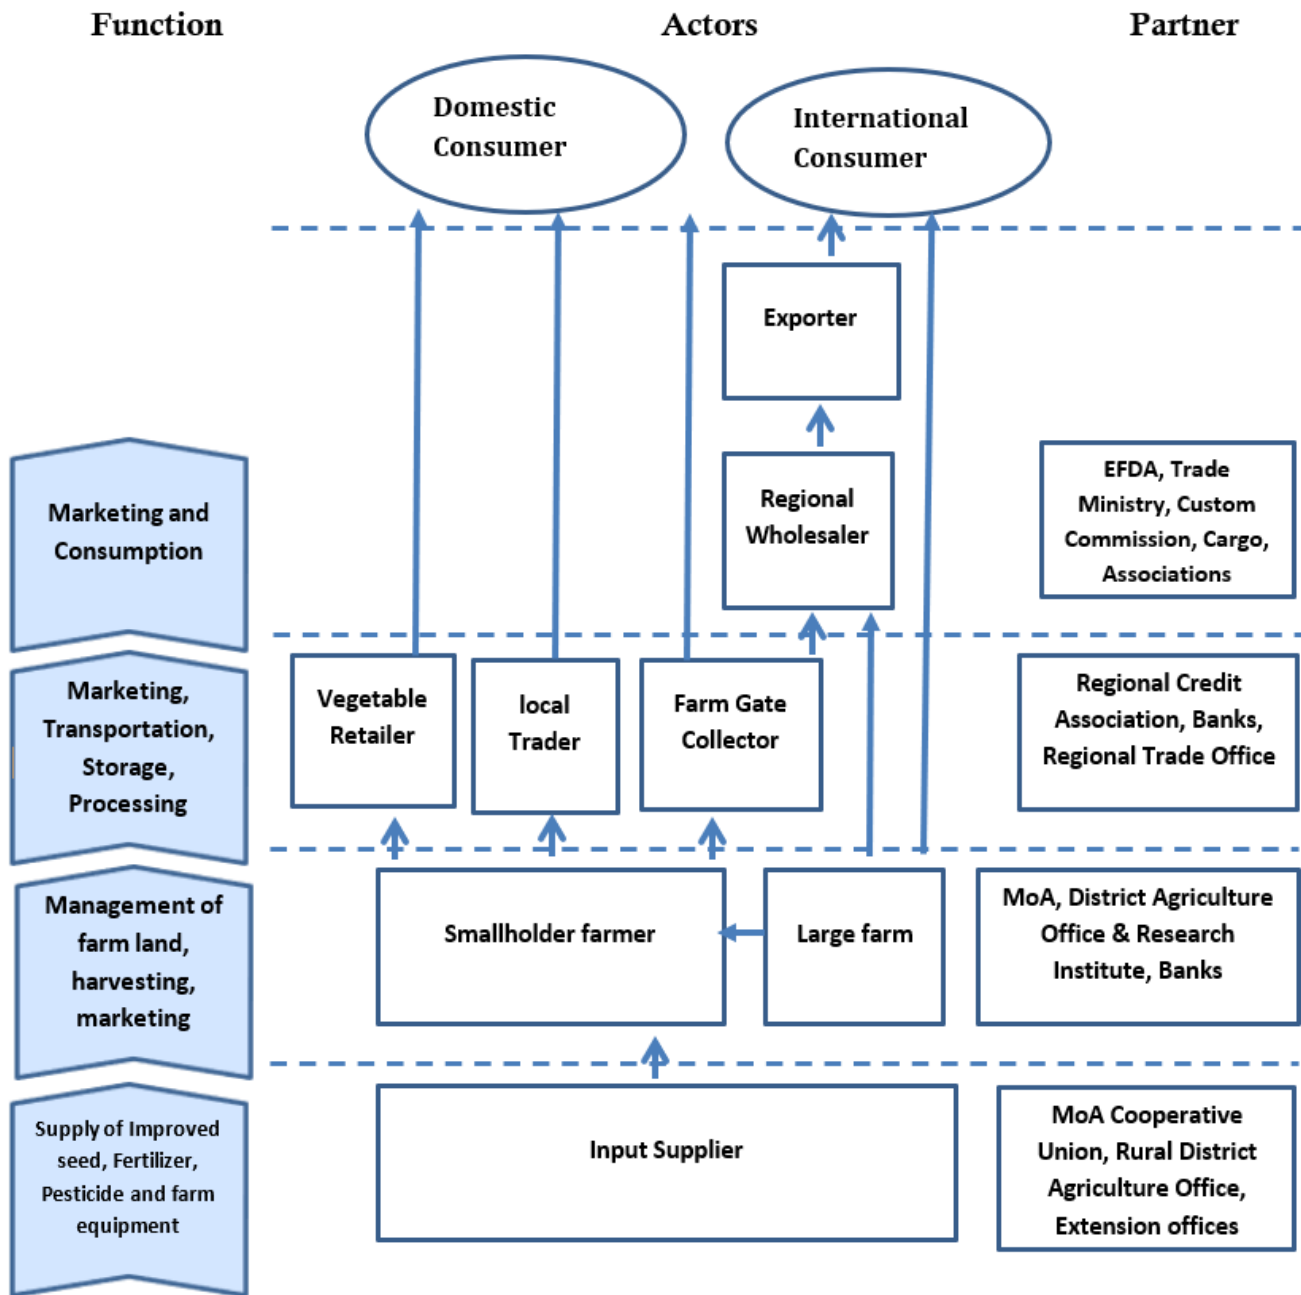 Function
Actors
Partner
Domestic
Consumer
International
Consumer
Exporter
Marketing and
Consumption
Regional
Wholesaler
EFDA, Trade
Ministry, Custom
Commission, Cargo,
Associations
Marketing,
Transportation,
Storage,
Processing
Vegetable
Retailer
local
Trader
Farm Gate
Collector
Regional Credit
Association, Banks,
Regional Trade Office
Management of
farm land,
harvesting,
marketing
Smallholder farmer
Large farm
MoA, District Agriculture
Office & Research
Institute, Banks
Supply of Improved
seed, Fertilizer,
Pesticide and farm
equipment
Input Supplier
MoA Cooperative
Union, Rural District
Agriculture Office,
Extension offices